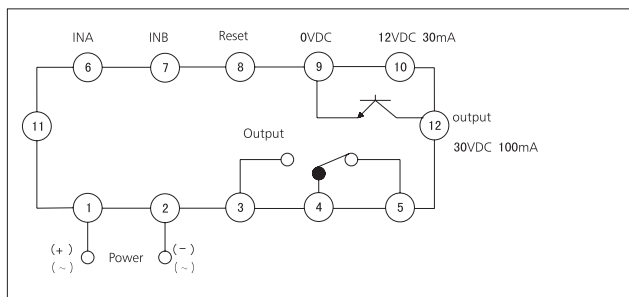 INA INB Reset 0VDC 12VDC 30mA
6 7 8 9 10
11 12 output
Output 30VDC 100mA
1 2 3 4 5
(+) Power (-)
(~) (~)